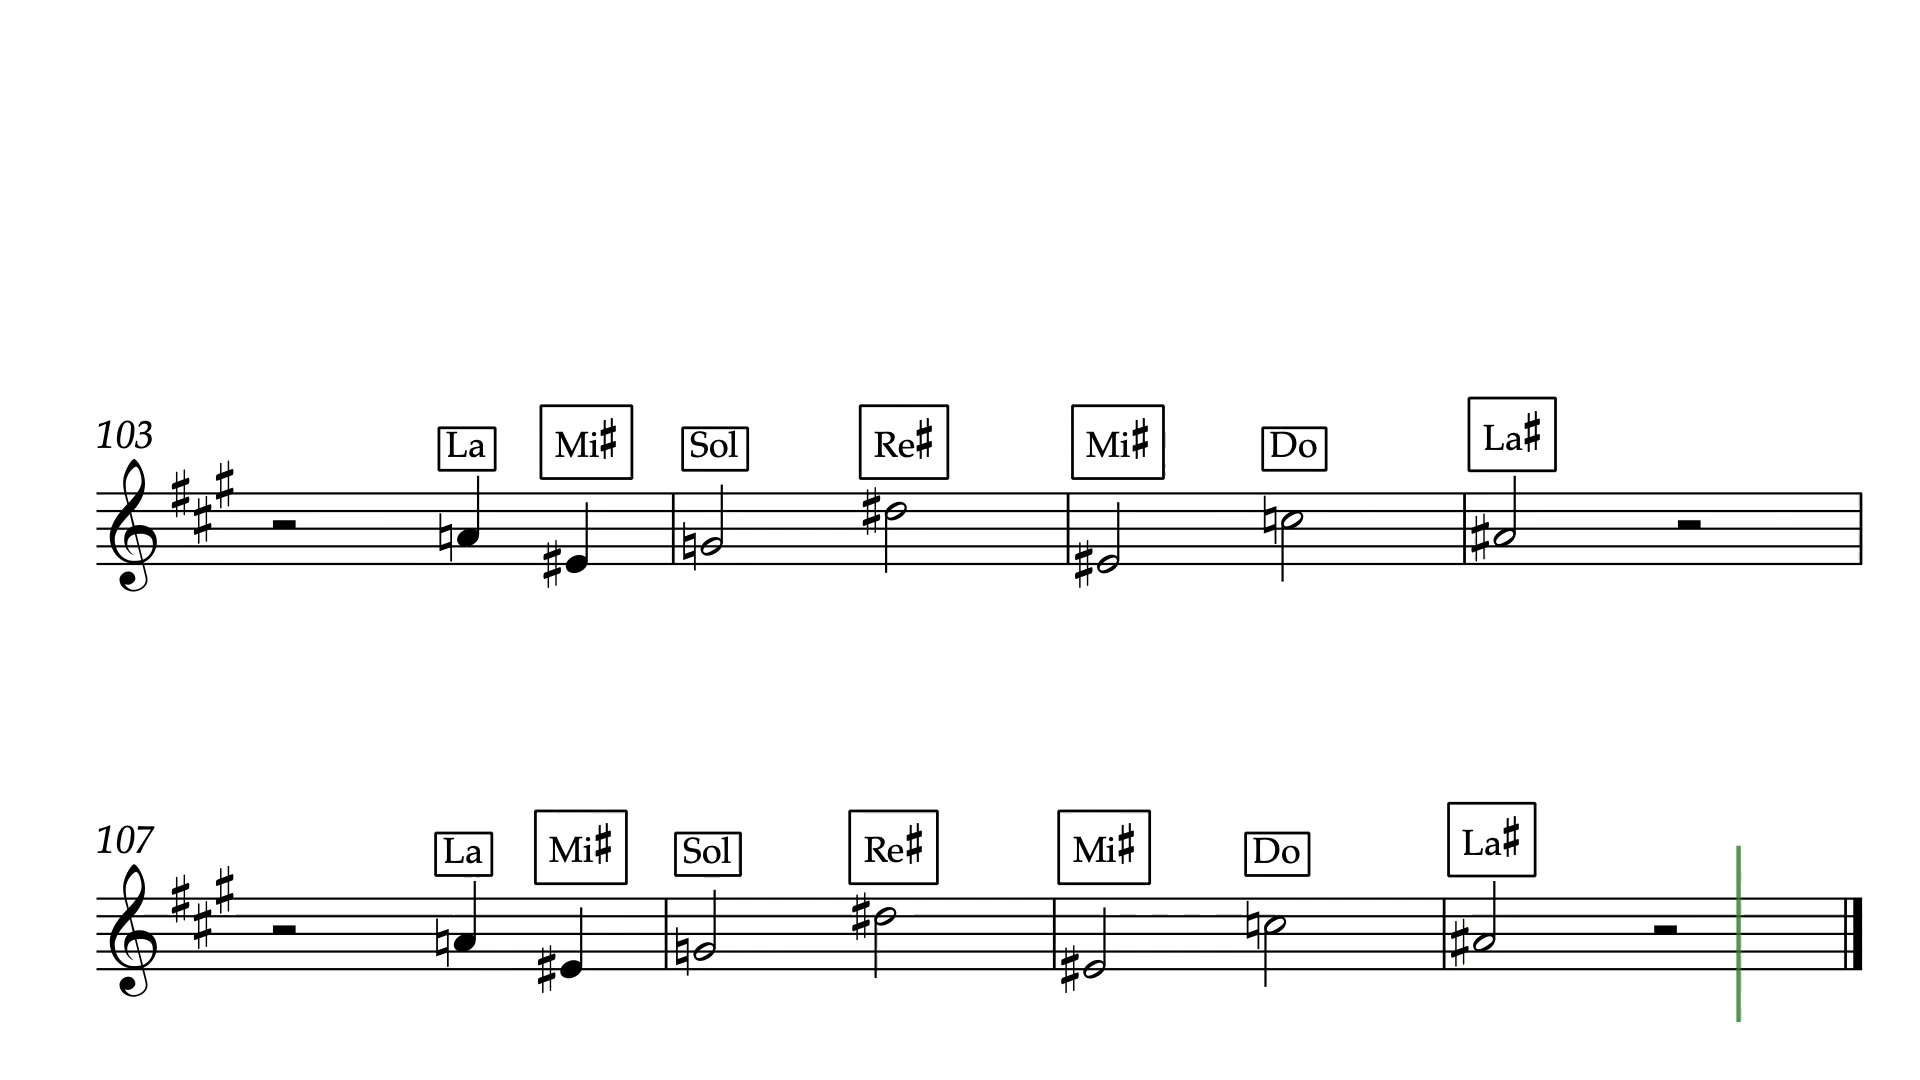 103 La Mi♯ Sol Re♯ Mi♯ Do La♯
107 La Mi♯ Sol Re♯ Mi♯ Do La♯